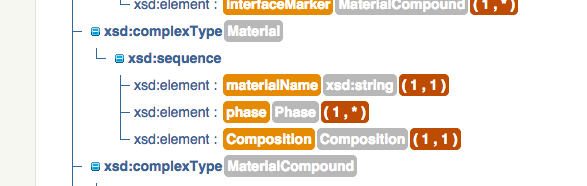 xsd:element : interfaceMarker MaterialCompound ( 1 , * )
xsd:complexType Material
xsd:sequence
xsd:element : materialName xsd:string ( 1 , 1 )
xsd:element : phase Phase ( 1 , * )
xsd:element : Composition Composition ( 1 , 1 )
xsd:complexType MaterialCompound